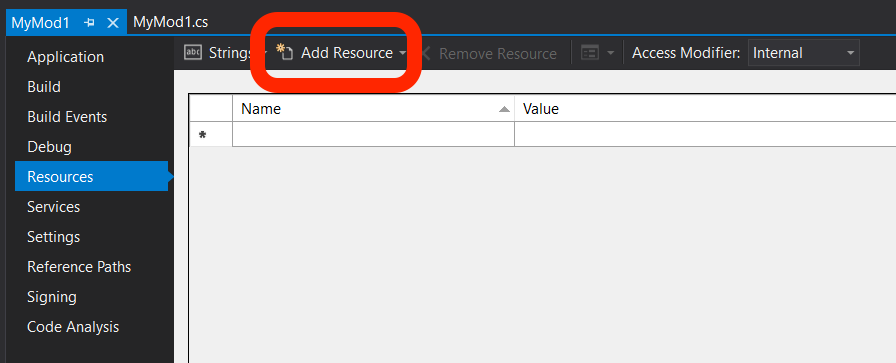 MyMod1 MyMod1.cs
abc Strings Add Resource Remove Resource Access Modifier: Internal
Application
Build
Build Events
Debug
Resources
Services
Settings
Reference Paths
Signing
Code Analysis
Name Value
*